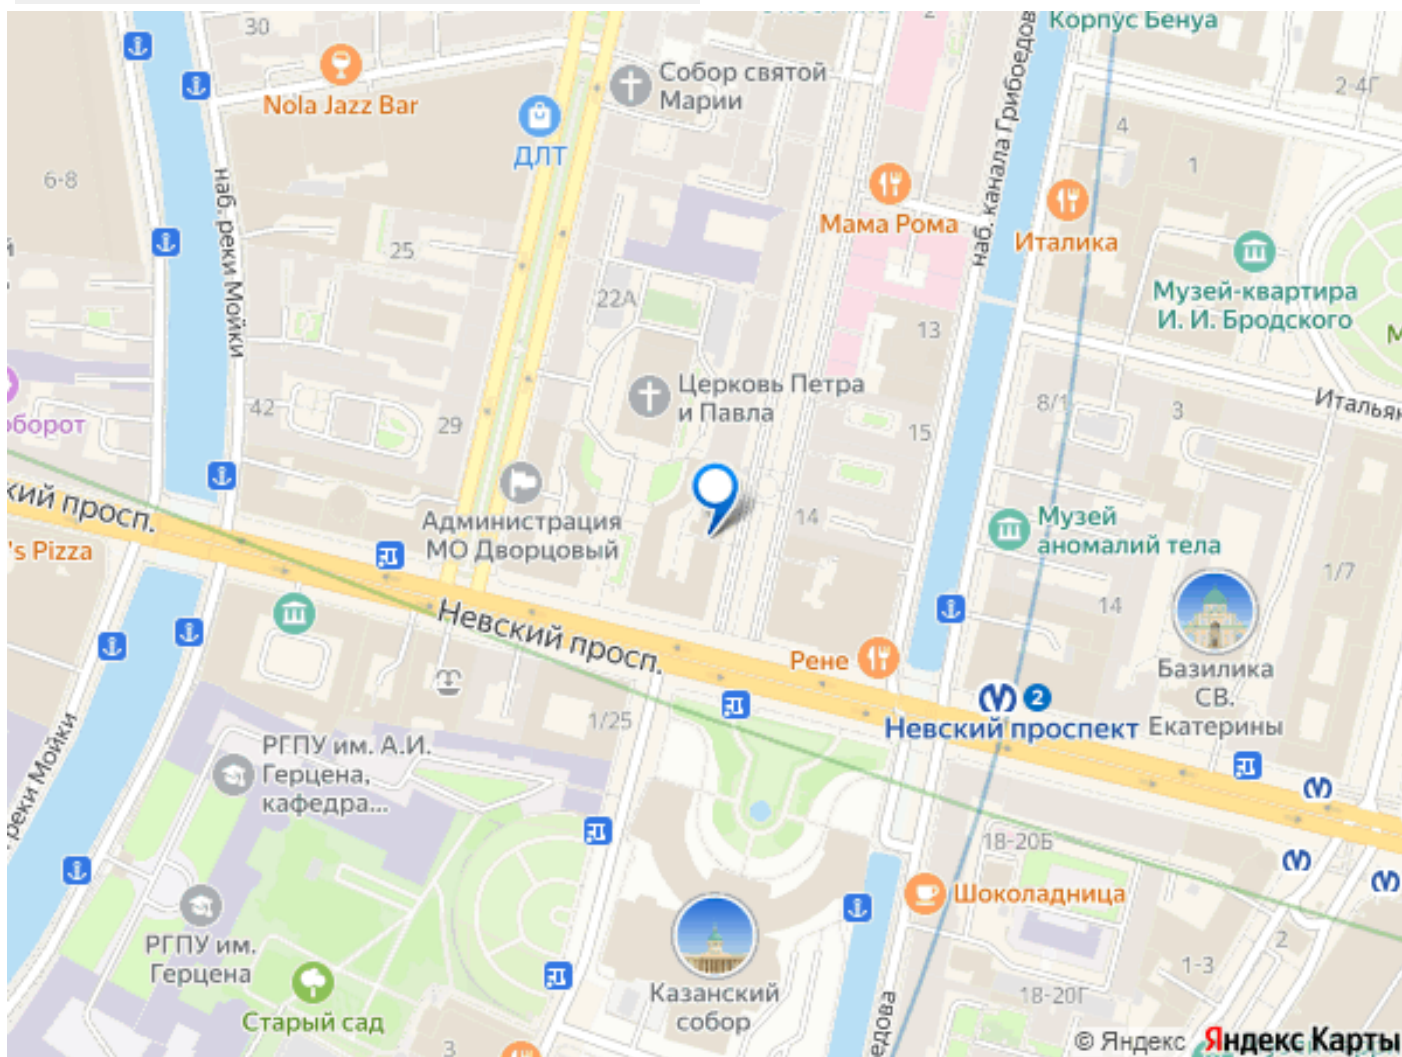 30
Nola Jazz Bar
ДЛТ
Собор святой
Марии
2
Корпус Бенуа
2-4Г
4
1
6-8
наб. реки Мойки
25
22А
Мама Рома
наб. канала Грибоедов
Италика
Музей-квартира
И. И. Бродского
М
13
Церковь Петра
и Павла
8/1
3
Итальян
оборот
42
29
15
кий просп.
's Pizza
Администрация
МО Дворцовый
14
Музей
аномалий тела
1/7
14
Невский просп.
Рене
2
Невский проспект
Базилика
СВ.
Екатерины
1/25
РГПУ им. А.И.
Герцена,
кафедра...
реки Мойки
18-20Б
Шоколадница
РГПУ им.
Герцена
Старый сад
Казанский
собор
едова
2
1-3
18-20Г
3
© Яндекс Яндекс Карты